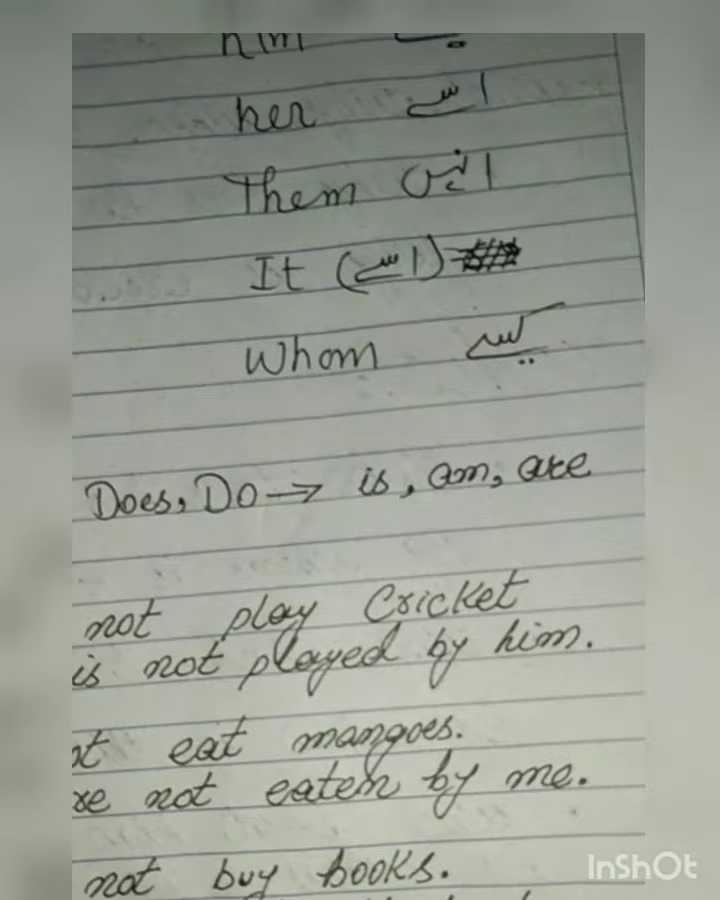 him
her اسے
Them انہیں
It (اسے)
Whom کسے
Does, Do → is, am, are
not play Cricket
is not played by him.
eat mangoes.
not eaten by me.
not buy books.
InShOt